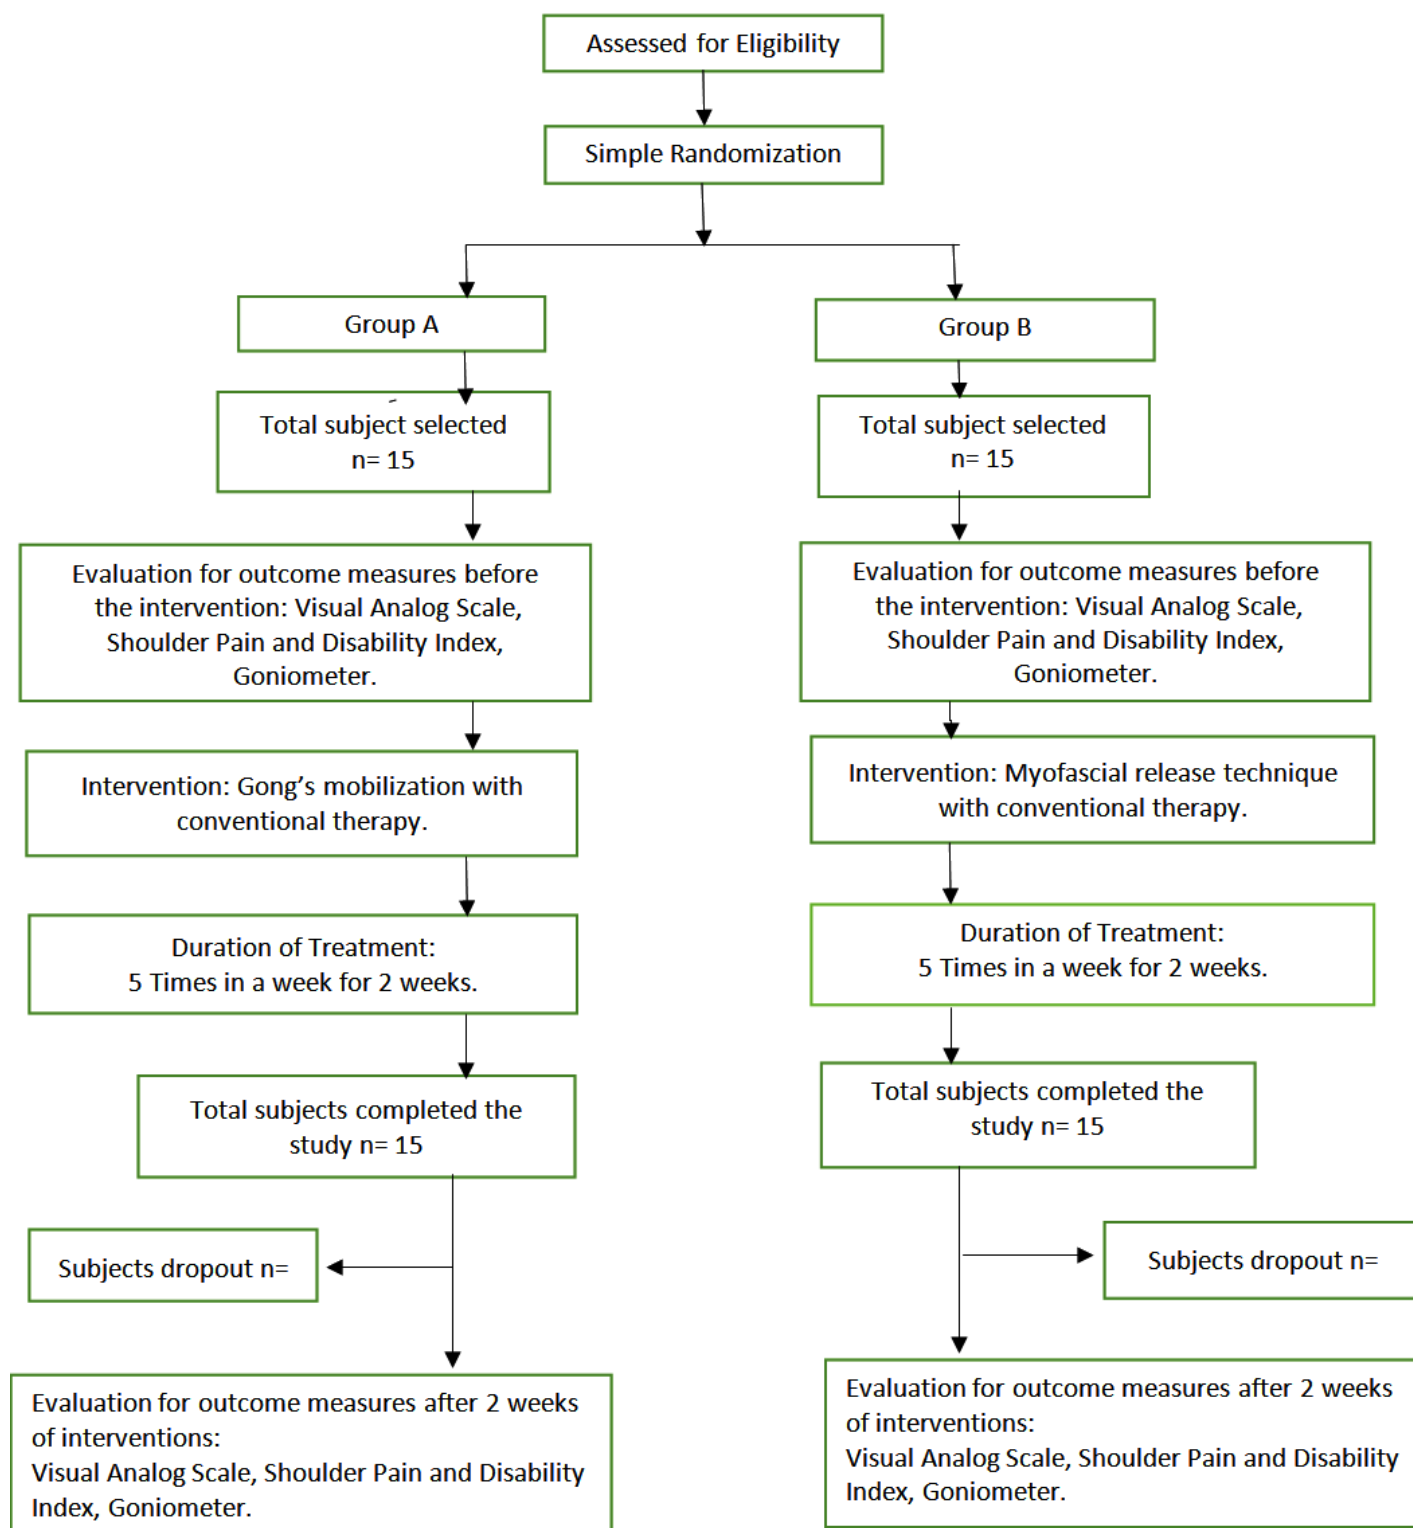 Assessed for Eligibility
Simple Randomization
Group A
Total subject selected
n= 15
Evaluation for outcome measures before
the intervention: Visual Analog Scale,
Shoulder Pain and Disability Index,
Goniometer.
Intervention: Gong’s mobilization with
conventional therapy.
Duration of Treatment:
5 Times in a week for 2 weeks.
Total subjects completed the
study n= 15
Subjects dropout n=
Evaluation for outcome measures after 2 weeks
of interventions:
Visual Analog Scale, Shoulder Pain and Disability
Index, Goniometer.
Group B
Total subject selected
n= 15
Evaluation for outcome measures before
the intervention: Visual Analog Scale,
Shoulder Pain and Disability Index,
Goniometer.
Intervention: Myofascial release technique
with conventional therapy.
Duration of Treatment:
5 Times in a week for 2 weeks.
Total subjects completed the
study n= 15
Subjects dropout n=
Evaluation for outcome measures after 2 weeks
of interventions:
Visual Analog Scale, Shoulder Pain and Disability
Index, Goniometer.